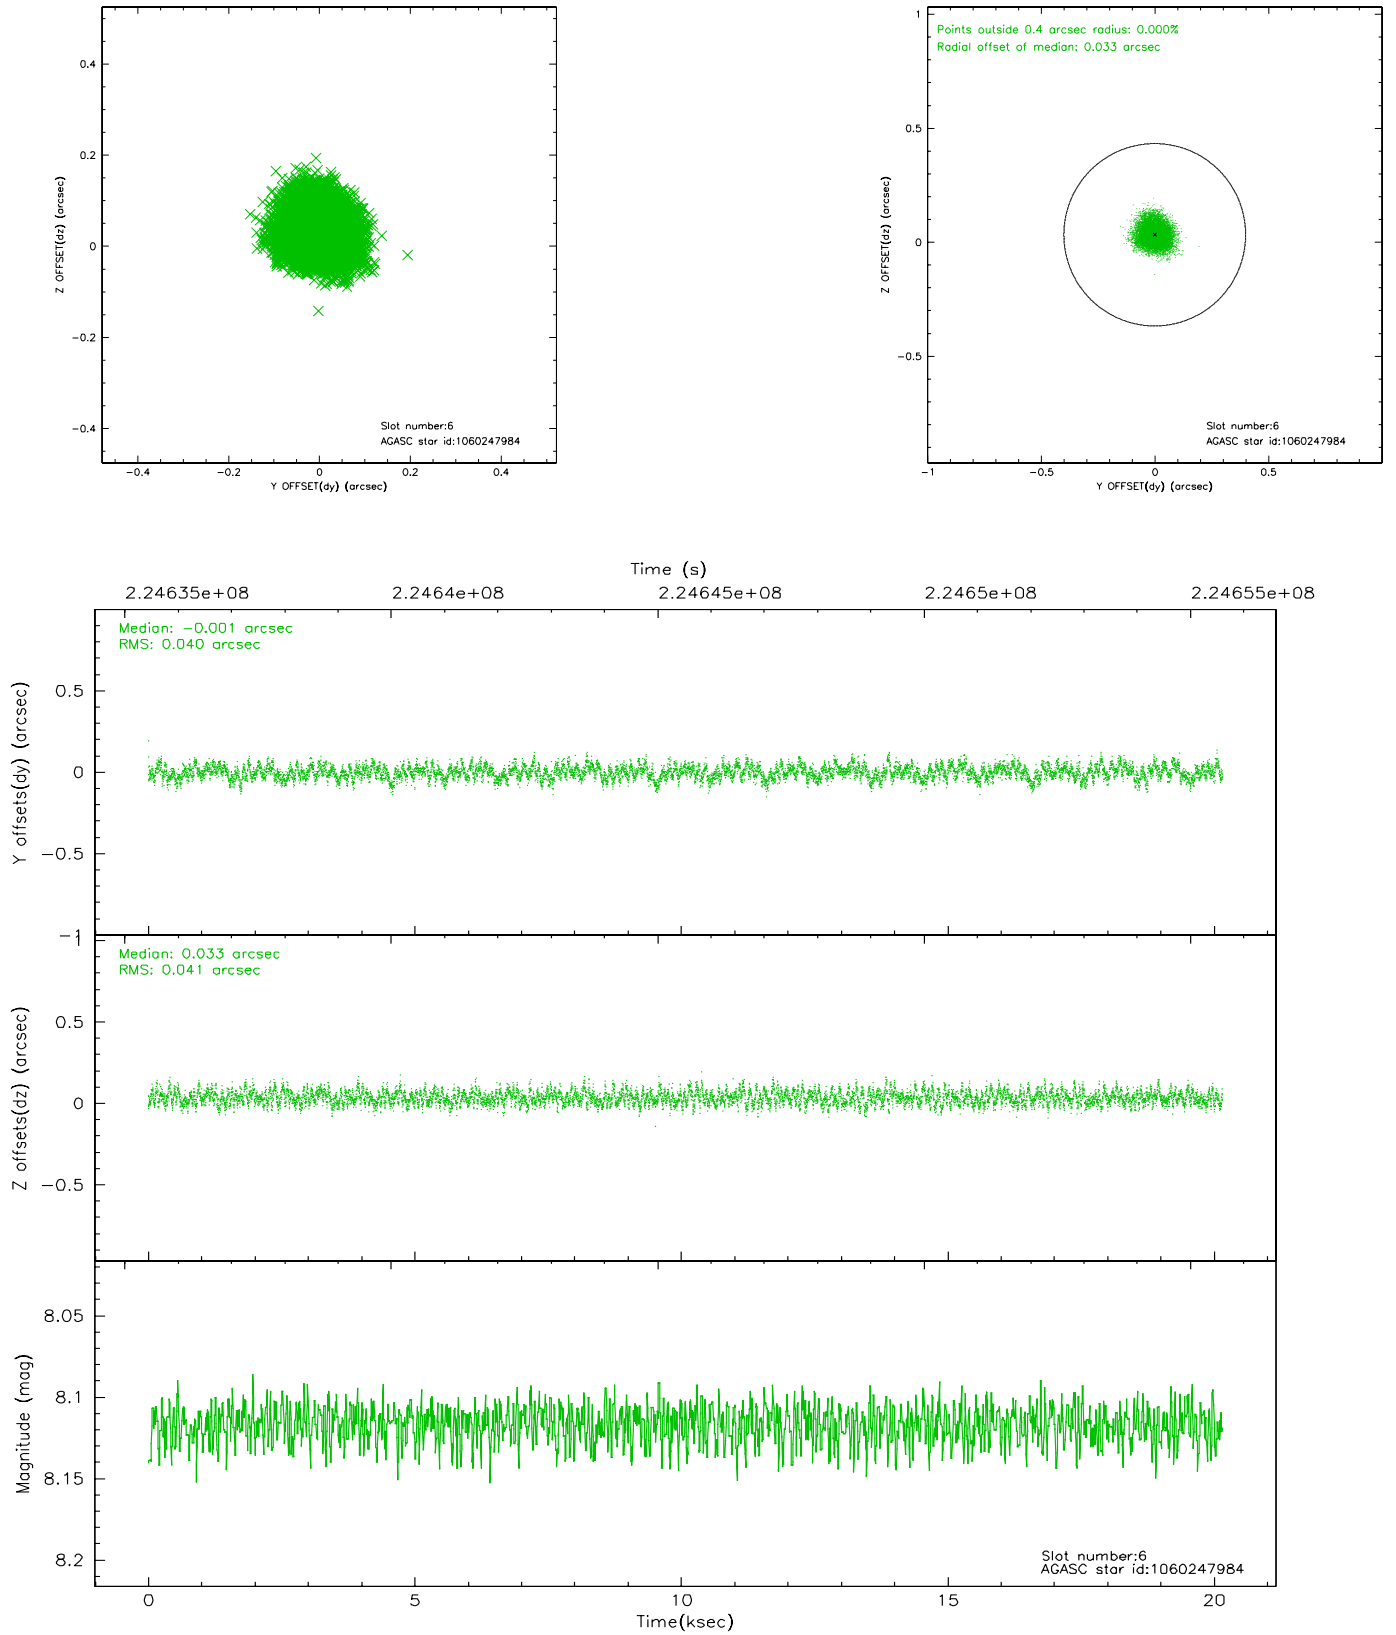 0.4
0.2
0
−0.2
−0.4
Z OFFSET(dz) (arcsec)
Slot number:6
AGASC star id:1060247984
−0.4 −0.2 0 0.2 0.4
Y OFFSET(dy) (arcsec)
Points outside 0.4 arcsec radius: 0.000%
Radial offset of median: 0.033 arcsec
1
0.5
0
−0.5
Z OFFSET(dz) (arcsec)
Slot number:6
AGASC star id:1060247984
−1 −0.5 0 0.5
Y OFFSET(dy) (arcsec)
Time (s)
2.24635e+08 2.2464e+08 2.24645e+08 2.2465e+08 2.24655e+08
Median: −0.001 arcsec
RMS: 0.040 arcsec
0.5
0
−0.5
−1
Y offsets(dy) (arcsec)
Median: 0.033 arcsec
RMS: 0.041 arcsec
1
0.5
0
−0.5
Z offsets(dz) (arcsec)
8.05
8.1
8.15
8.2
Magnitude (mag)
Slot number:6
AGASC star id:1060247984
0 5 10 15 20
Time(ksec)